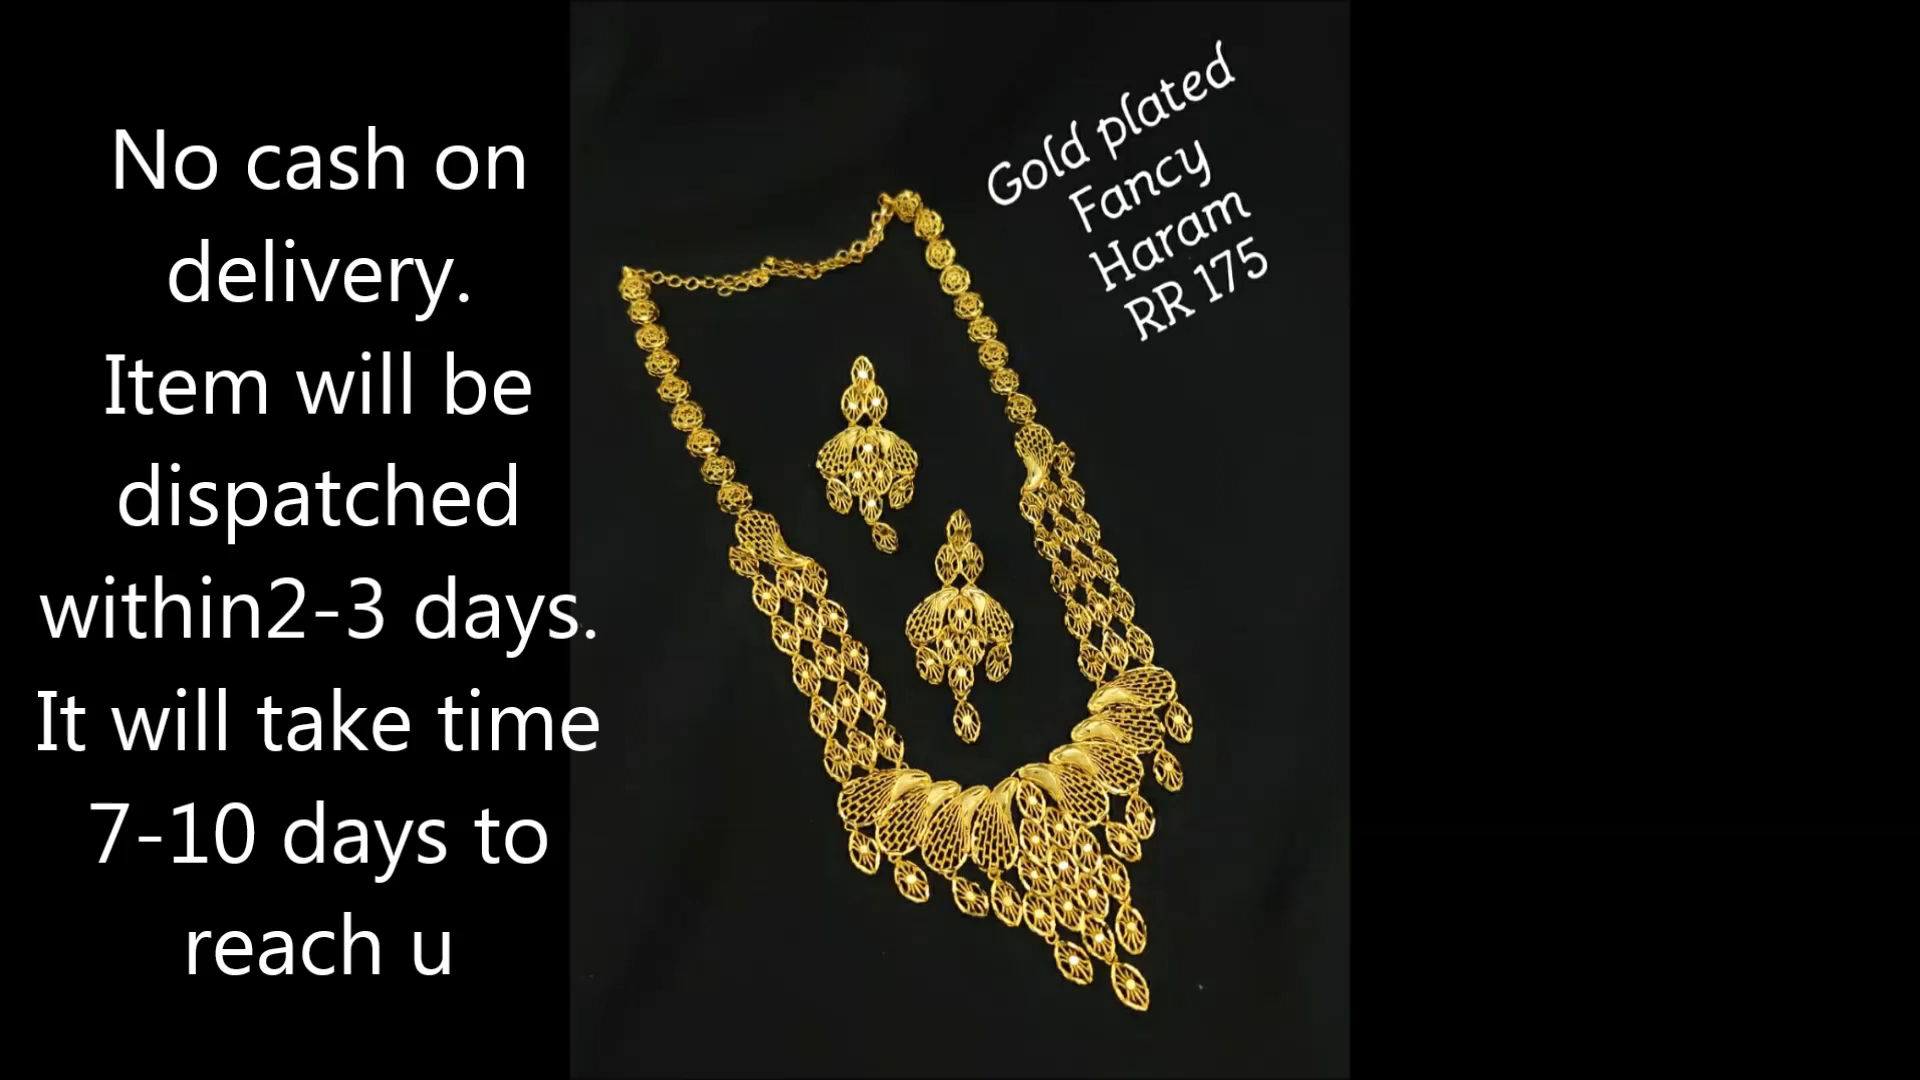 No cash on
delivery.
Item will be
dispatched
within2-3 days.
It will take time
7-10 days to
reach u
Gold plated
Fancy
Haram
RR 175